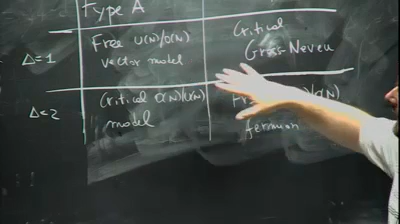 Type A
Δ=1
Free U(N)/O(N)
vector model
Critical
Gross-Neveu
Δ=2
Critical O(N)/U(N)
model
)/O(N)
fermion